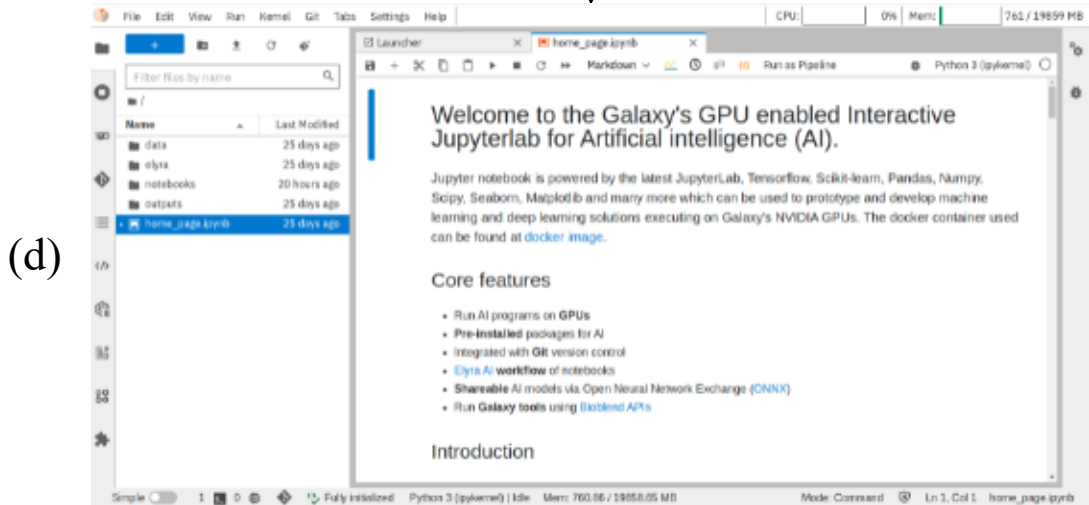 File Edit View Run Kernel Git Tabs Settings Help CPU: 0% Mem: 761 / 19859 MB
+
Launcher × home_page.ipynb ×
Markdown Run as Pipeline Python 3 (ipykernel)
Filter files by name
/
Name Last Modified
data 25 days ago
elyra 25 days ago
notebooks 20 hours ago
outputs 25 days ago
home_page.ipynb 25 days ago
(d)
Welcome to the Galaxy's GPU enabled Interactive
Jupyterlab for Artificial intelligence (AI).
Jupyter notebook is powered by the latest JupyterLab, Tensorflow, Scikit-learn, Pandas, Numpy,
Scipy, Seaborn, Matplotlib and many more which can be used to prototype and develop machine
learning and deep learning solutions executing on Galaxy's NVIDIA GPUs. The docker container used
can be found at docker image.
Core features
• Run AI programs on GPUs
• Pre-installed packages for AI
• Integrated with Git version control
• Elyra AI workflow of notebooks
• Shareable AI models via Open Neural Network Exchange (ONNX)
• Run Galaxy tools using Bioblend APIs
Introduction
Simple 1 0 Fully initialized Python 3 (ipykernel) | Idle Mem: 760.86 / 19858.65 MB Mode: Command Ln 1, Col 1 home_page.ipynb